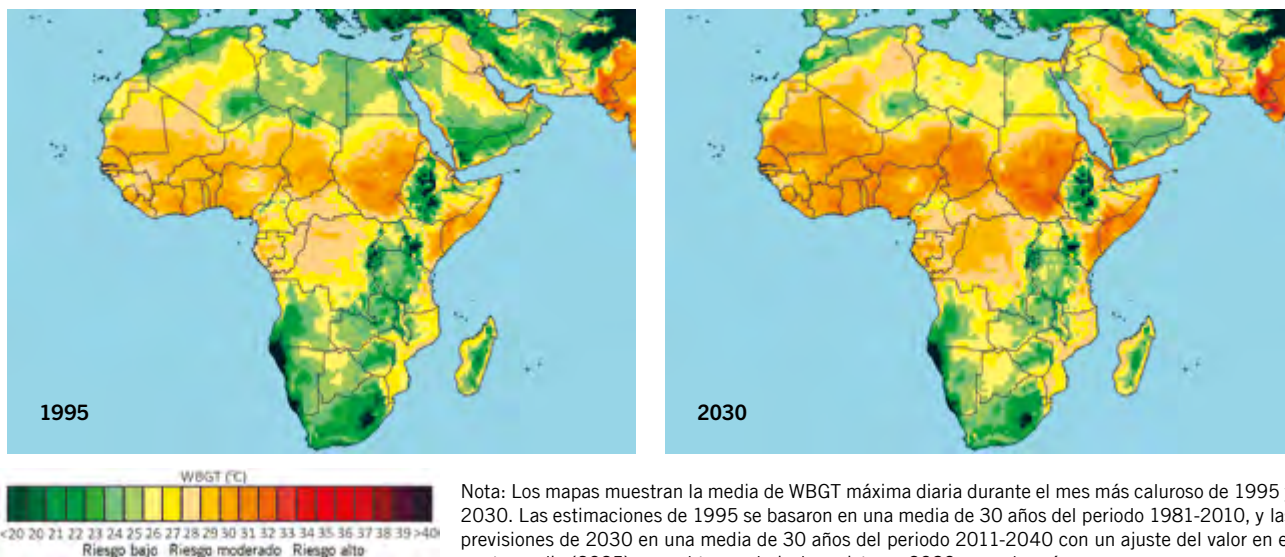 1995
2030
WBGT (°C)
<20 20 21 22 23 24 25 26 27 28 29 30 31 32 33 34 35 36 37 38 39 >40
Riesgo bajo Riesgo moderado Riesgo alto
Nota: Los mapas muestran la media de WBGT máxima diaria durante el mes más caluroso de 1995
2030. Las estimaciones de 1995 se basaron en una media de 30 años del periodo 1981-2010, y la
previsiones de 2030 en una media de 30 años del periodo 2011-2040 con un ajuste del valor en e